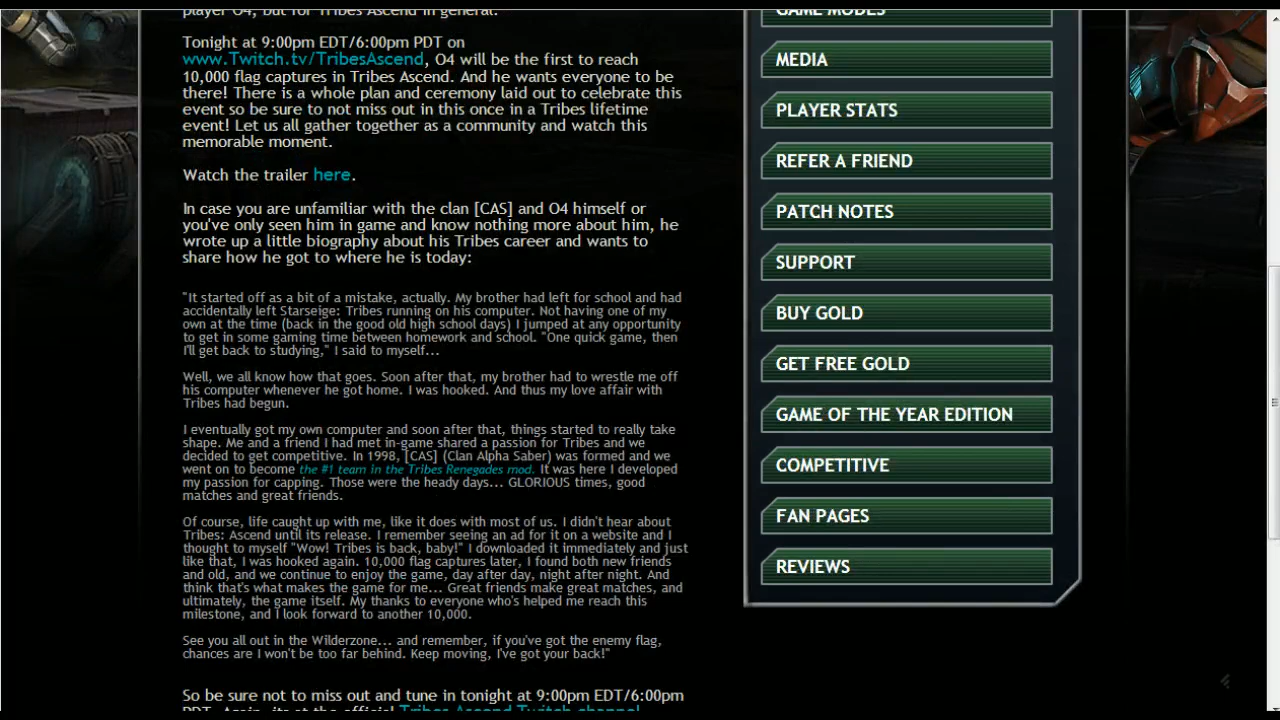 player O4, but for Tribes Ascend in general.
Tonight at 9:00pm EDT/6:00pm PDT on
www.Twitch.tv/TribesAscend, O4 will be the first to reach
10,000 flag captures in Tribes Ascend. And he wants everyone to be
there! There is a whole plan and ceremony laid out to celebrate this
event so be sure to not miss out in this once in a Tribes lifetime
event! Let us all gather together as a community and watch this
memorable moment.
Watch the trailer here.
In case you are unfamiliar with the clan [CAS] and O4 himself or
you've only seen him in game and know nothing more about him, he
wrote up a little biography about his Tribes career and wants to
share how he got to where he is today:
"It started off as a bit of a mistake, actually. My brother had left for school and had
accidentally left Starseige: Tribes running on his computer. Not having one of my
own at the time (back in the good old high school days) I jumped at any opportunity
to get in some gaming time between homework and school. "One quick game, then
I'll get back to studying," I said to myself...
Well, we all know how that goes. Soon after that, my brother had to wrestle me off
his computer whenever he got home. I was hooked. And thus my love affair with
Tribes had begun.
I eventually got my own computer and soon after that, things started to really take
shape. Me and a friend I had met in-game shared a passion for Tribes and we
decided to get competitive. In 1998, [CAS] (Clan Alpha Saber) was formed and we
went on to become the #1 team in the Tribes Renegades mod. It was here I developed
my passion for capping. Those were the heady days... GLORIOUS times, good
matches and great friends.
Of course, life caught up with me, like it does with most of us. I didn't hear about
Tribes: Ascend until its release. I remember seeing an ad for it on a website and I
thought to myself "Wow! Tribes is back, baby!" I downloaded it immediately and just
like that, I was hooked again. 10,000 flag captures later, I found both new friends
and old, and we continue to enjoy the game, day after day, night after night. And
think that's what makes the game for me... Great friends make great matches, and
ultimately, the game itself. My thanks to everyone who's helped me reach this
milestone, and I look forward to another 10,000.
See you all out in the Wilderzone... and remember, if you've got the enemy flag,
chances are I won't be too far behind. Keep moving, I've got your back!"
So be sure not to miss out and tune in tonight at 9:00pm EDT/6:00pm
PDT. Again, its at the official Tribes Ascend Twitch channel
GAME MODES
MEDIA
PLAYER STATS
REFER A FRIEND
PATCH NOTES
SUPPORT
BUY GOLD
GET FREE GOLD
GAME OF THE YEAR EDITION
COMPETITIVE
FAN PAGES
REVIEWS